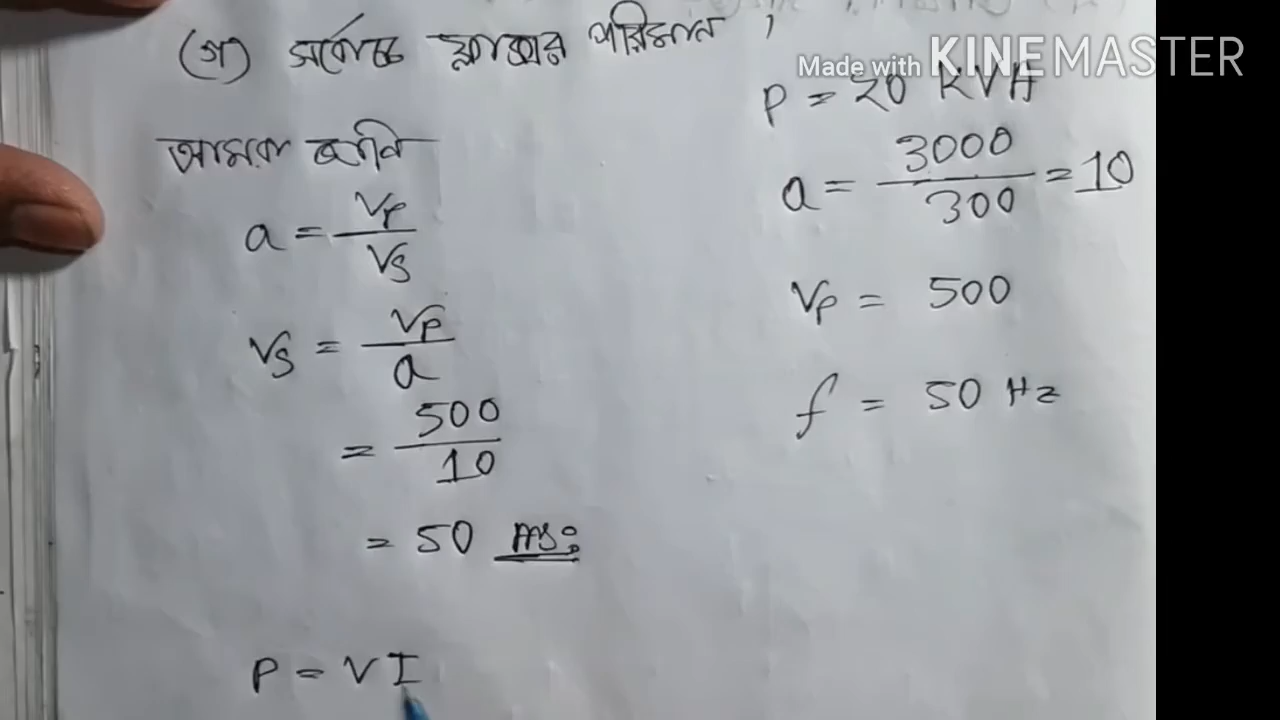 (গ) সর্বোচ্চ ফ্লাক্সের পরিমান ,
Made with KINEMASTER
P = 20 KVA
আমরা জানি
a = 3000 / 300 = 10
a = Vp / Vs
Vp = 500
Vs = Vp / a
f = 50 Hz
= 500 / 10
= 50 Ans:
P = VI